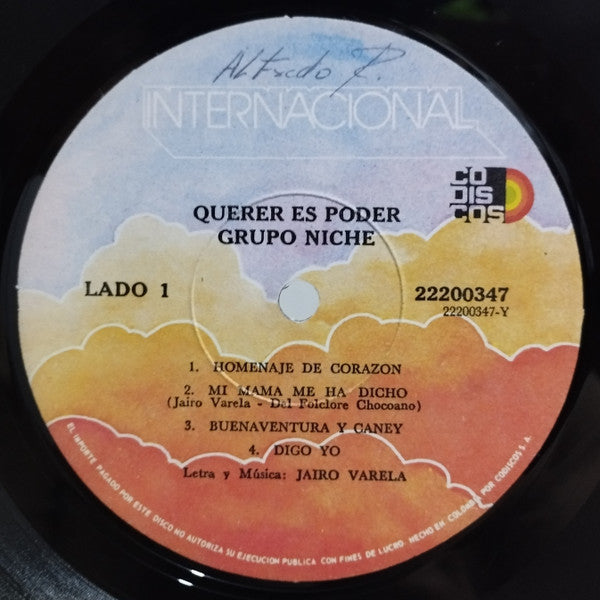 Alfredo R.
INTERNACIONAL
CO
DIS
COS
QUERER ES PODER
GRUPO NICHE
LADO 1
22200347
22200347-Y
1. HOMENAJE DE CORAZON
2. MI MAMA ME HA DICHO
(Jairo Varela - Del Folclore Chocoano)
3. BUENAVENTURA Y CANEY
4. DIGO YO
Letra y Música: JAIRO VARELA
EL IMPORTE PAGADO POR ESTE DISCO NO AUTORIZA SU EJECUCION PUBLICA CON FINES DE LUCRO. HECHO EN COLOMBIA POR CODISCOS S. A.